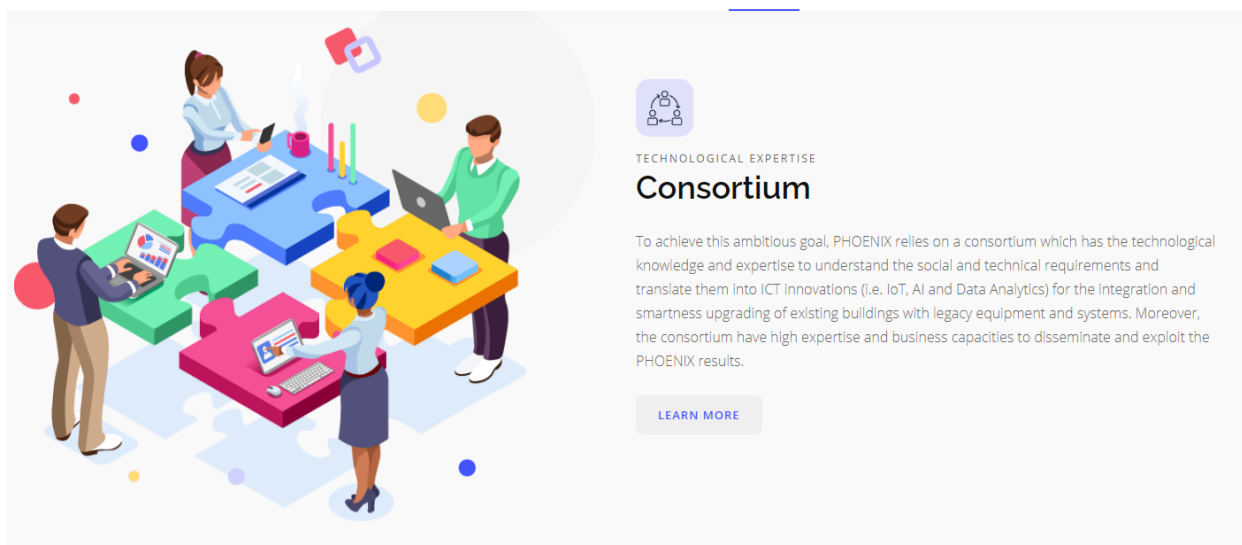 TECHNOLOGICAL EXPERTISE
Consortium
To achieve this ambitious goal, PHOENIX relies on a consortium which has the technological
knowledge and expertise to understand the social and technical requirements and
translate them into ICT innovations (i.e. IoT, AI and Data Analytics) for the integration and
smartness upgrading of existing buildings with legacy equipment and systems. Moreover,
the consortium have high expertise and business capacities to disseminate and exploit the
PHOENIX results.
LEARN MORE